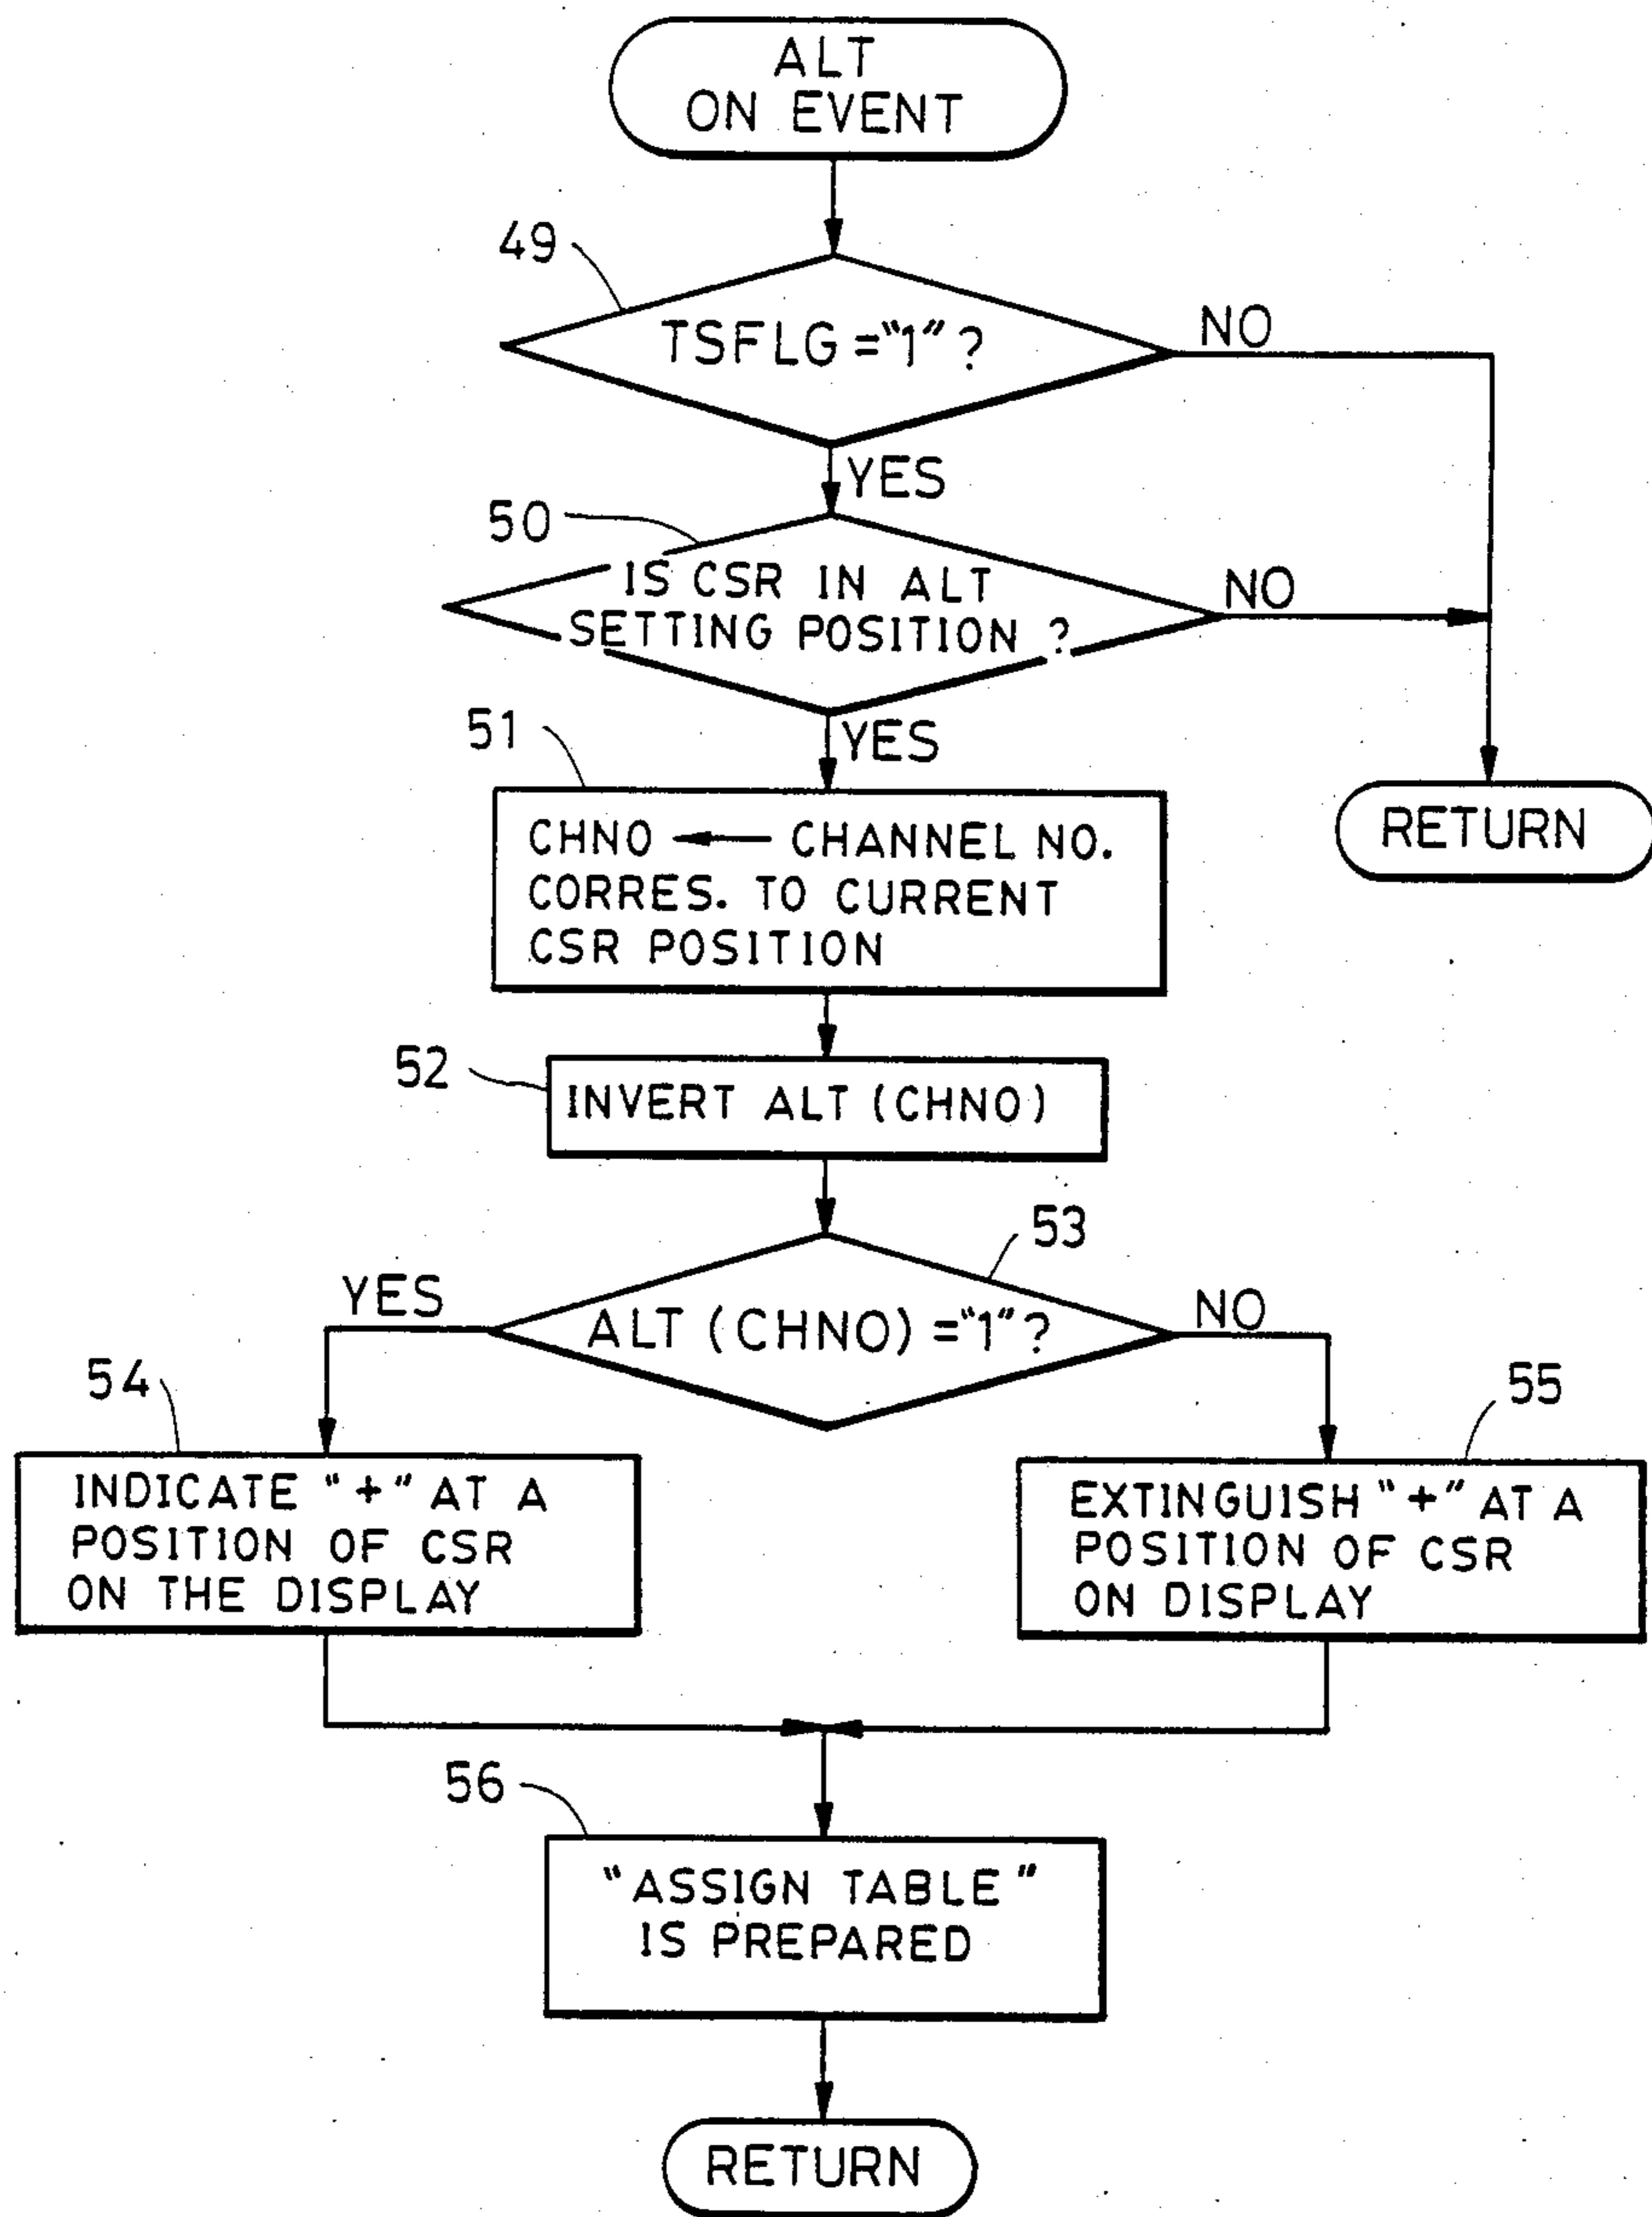 ALT
ON EVENT
49
TSFLG ="1"?
NO
YES
50
IS CSR IN ALT
SETTING POSITION ?
NO
YES
51
CHNO ← CHANNEL NO.
CORRES. TO CURRENT
CSR POSITION
RETURN
52
INVERT ALT (CHNO)
53
ALT (CHNO) ="1"?
YES
NO
54
INDICATE "+" AT A
POSITION OF CSR
ON THE DISPLAY
55
EXTINGUISH "+" AT A
POSITION OF CSR
ON DISPLAY
56
"ASSIGN TABLE"
IS PREPARED
RETURN